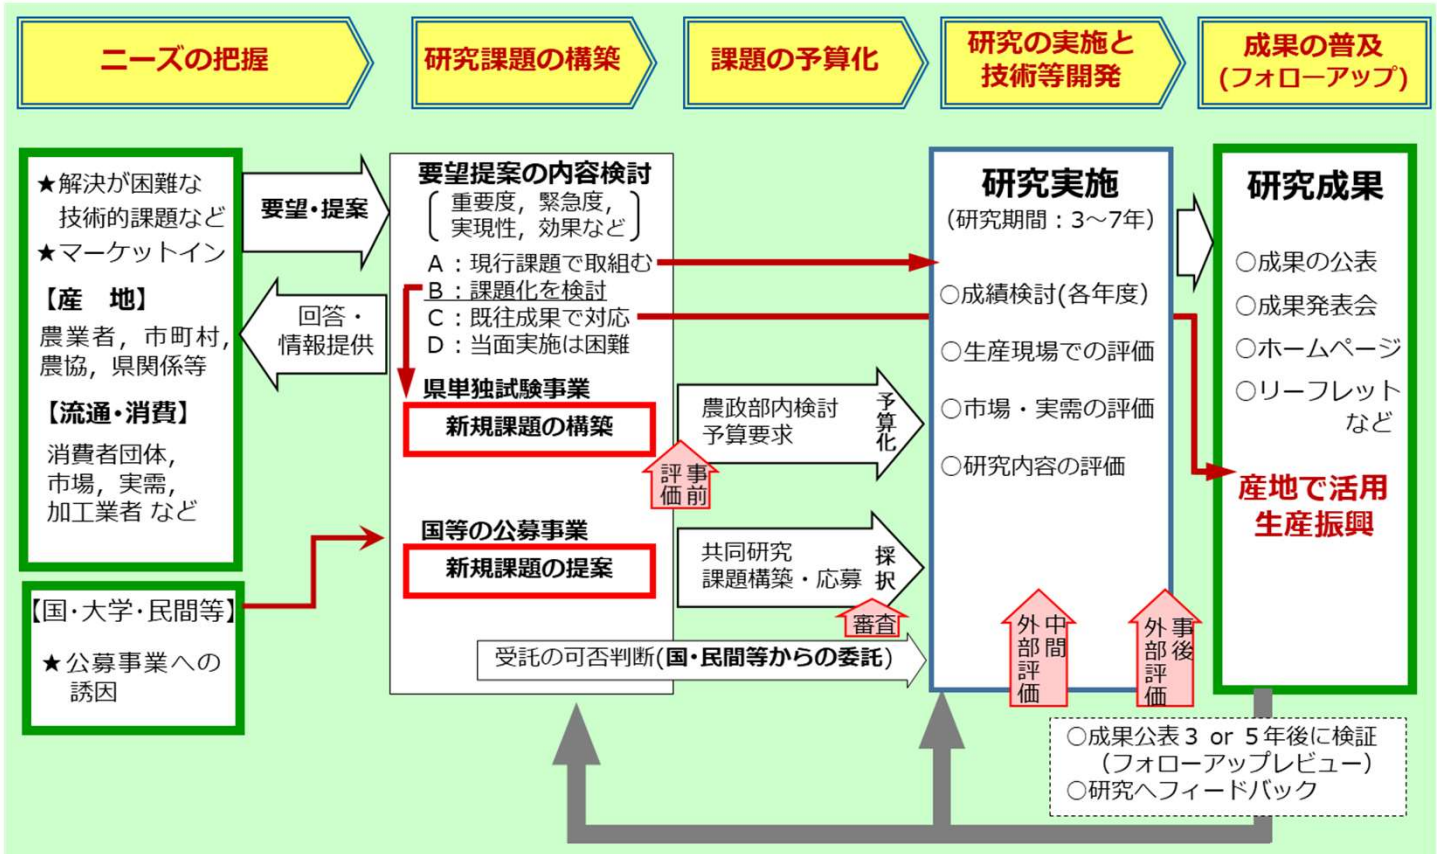 ニーズの把握
研究課題の構築
課題の予算化
研究の実施と
技術等開発
成果の普及
(フォローアップ)
★解決が困難な
技術的課題など
★マーケットイン
【産　地】
農業者，市町村，
農協，県関係等
【流通・消費】
消費者団体，
市場，実需，
加工業者 など
【国・大学・民間等】
★公募事業への
誘因
要望・提案
回答・
情報提供
要望提案の内容検討
重要度，緊急度，
実現性，効果など
Ａ：現行課題で取組む
Ｂ：課題化を検討
Ｃ：既往成果で対応
Ｄ：当面実施は困難
県単独試験事業
新規課題の構築
国等の公募事業
新規課題の提案
事前
評価
農政部内検討
予算要求
予算化
共同研究
課題構築・応募
採択
審査
受託の可否判断(国・民間等からの委託)
研究実施
（研究期間：3～7年）
○成績検討(各年度)
○生産現場での評価
○市場・実需の評価
○研究内容の評価
中間
外部評価
事後
外部評価
研究成果
○成果の公表
○成果発表会
○ホームページ
○リーフレット
など
産地で活用
生産振興
○成果公表３ or ５年後に検証
（フォローアップレビュー）
○研究へフィードバック